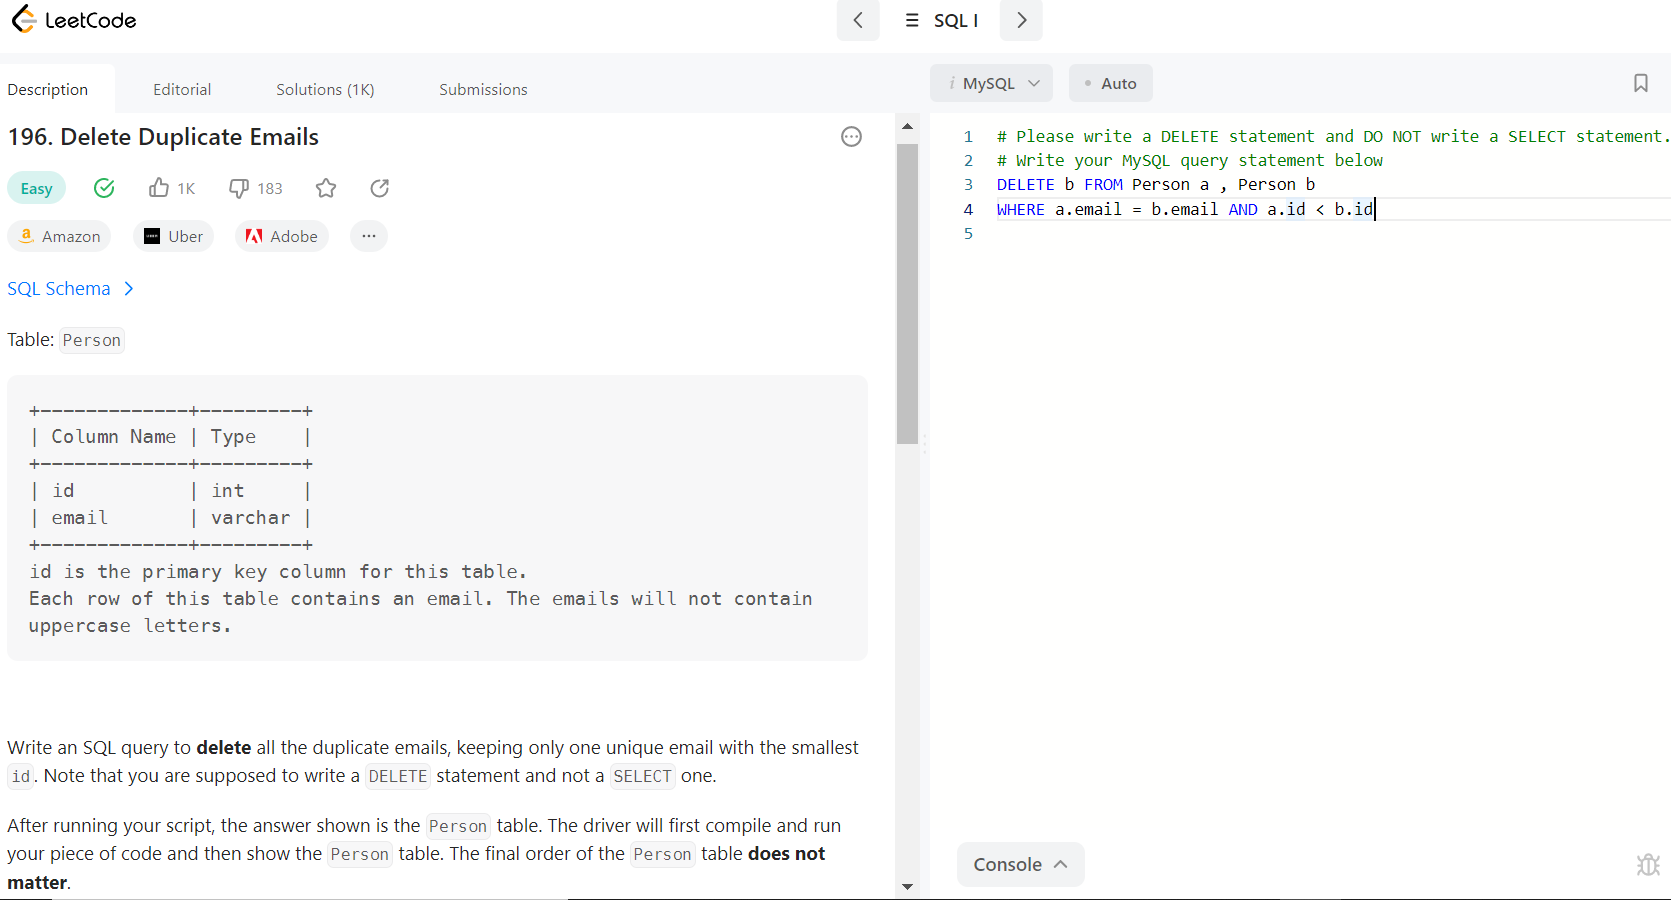 LeetCode
SQL I
Description Editorial Solutions (1K) Submissions
i MySQL Auto
196. Delete Duplicate Emails
Easy 1K 183
Amazon Uber Adobe ...
SQL Schema
Table: Person
+-------------+---------+
| Column Name | Type    |
+-------------+---------+
| id          | int     |
| email       | varchar |
+-------------+---------+
id is the primary key column for this table.
Each row of this table contains an email. The emails will not contain
uppercase letters.
Write an SQL query to delete all the duplicate emails, keeping only one unique email with the smallest
id. Note that you are supposed to write a DELETE statement and not a SELECT one.
After running your script, the answer shown is the Person table. The driver will first compile and run
your piece of code and then show the Person table. The final order of the Person table does not
matter.
1 # Please write a DELETE statement and DO NOT write a SELECT statement.
2 # Write your MySQL query statement below
3 DELETE b FROM Person a , Person b
4 WHERE a.email = b.email AND a.id < b.id
5
Console